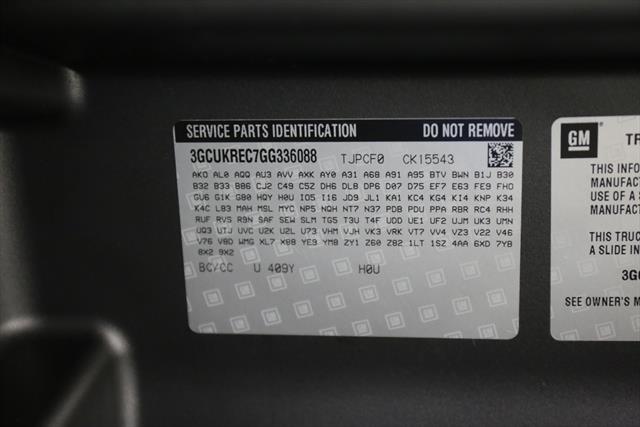 SERVICE PARTS IDENTIFICATION DO NOT REMOVE
3GCUKREC7GG336088 TJPCF0 CK15543
AKO AL0 AQQ AU3 AVV AXK AY0 A31 A68 A91 A95 BTV BWN B1J B30
B32 B33 B86 CJ2 C49 C5Z DH6 DL8 DP6 D07 D75 EF7 E63 FE9 FHO
GU6 G1K G80 HQY H0U IO5 I16 JD9 JL1 KA1 KC4 KG4 KI4 KNP K34
K4C L83 MAH MSL MYC NP5 NQH NT7 N37 PDB PDU PPA RBR RC4 RHH
RUF RVS R9N SAF SEW SLM TG5 T3U T4F UDD UE1 UF2 UJM UK3 UMN
UQ3 UTJ UVC U2K U2L U73 VHM VJH VK3 VRK VT7 VV4 VZJ V22 V46
V76 V8D WMG XL7 X88 YE9 YM8 ZY1 Z60 Z82 1LT 1SZ 4AA 6XD 7YB
8X2 9X2
BC/CC U 409Y H0U
GM
THIS INFO
MANUFAC
USE OF A S
MANUFAC
THIS TRUC
A SLIDE IN
3G
SEE OWNER'S M